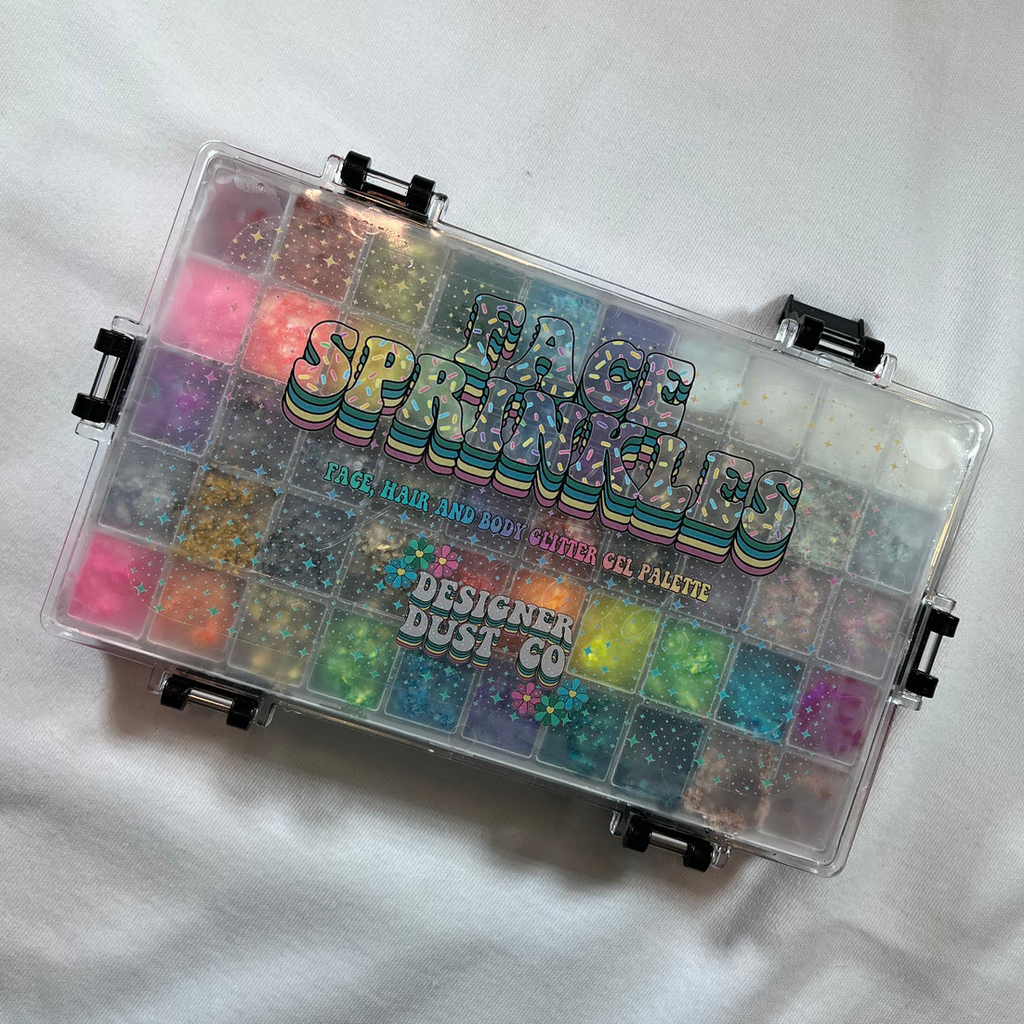 FACE
SPRINKLES
FACE, HAIR AND BODY GLITTER GEL PALETTE
DESIGNER
DUST CO